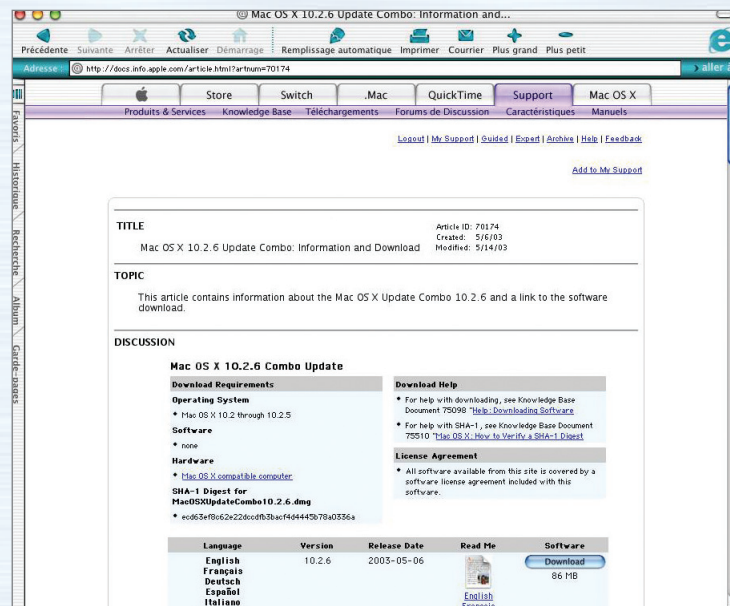 @ Mac OS X 10.2.6 Update Combo: Information and...
Précédente Suivante Arrêter Actualiser Démarrage Remplissage automatique Imprimer Courrier Plus grand Plus petit
Adresse : @ http://docs.info.apple.com/article.html?artnum=70174 > aller à
Favoris
Historique
Recherche
Album
Garde-pages
Store Switch .Mac QuickTime Support Mac OS X
Produits & Services Knowledge Base Téléchargements Forums de Discussion Caractéristiques Manuels
Logout | My Support | Guided | Expert | Archive | Help | Feedback
Add to My Support
TITLE
Mac OS X 10.2.6 Update Combo: Information and Download
Article ID: 70174
Created: 5/6/03
Modified: 5/14/03
TOPIC
This article contains information about the Mac OS X Update Combo 10.2.6 and a link to the software
download.
DISCUSSION
Mac OS X 10.2.6 Combo Update
Download Requirements
Operating System
Mac OS X 10.2 through 10.2.5
Software
none
Hardware
Mac OS X compatible computer
SHA-1 Digest for
MacOSXUpdateCombo10.2.6.dmg
ecd63ef8c62e22dccdfb3bacf4d4445b78a0336a
Download Help
For help with downloading, see Knowledge Base
Document 75098 "Help: Downloading Software
For help with SHA-1, see Knowledge Base Document
75510 "Mac OS X: How to Verify a SHA-1 Digest
License Agreement
All software available from this site is covered by a
software license agreement included with this
software.
Language Version Release Date Read Me Software
English 10.2.6 2003-05-06 Download
Français
Deutsch
Español
Italiano
86 MB
English
Français